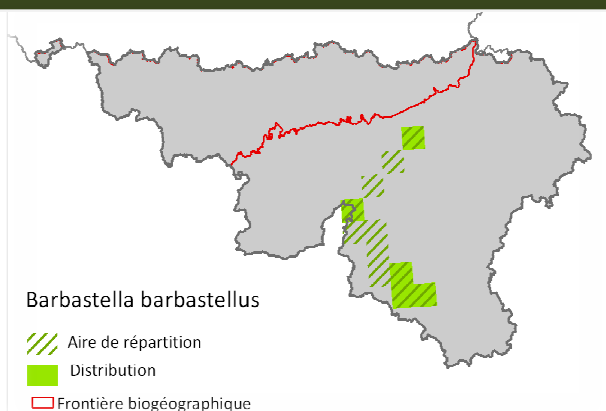 Barbastella barbastellus
Aire de répartition
Distribution
Frontière biogéographique